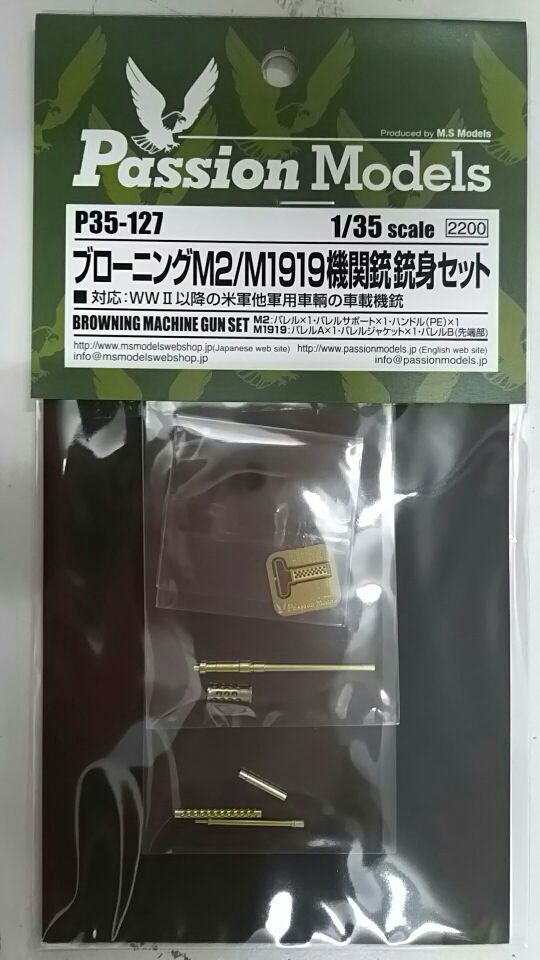 Produced by M.S Models
Passion Models
P35-127 1/35 scale 2200
ブローニングM2/M1919機関銃銃身セット
■ 対応:WWⅡ以降の米軍他軍用車輌の車載機銃
BROWNING MACHINE GUN SET M2:バレル×1・バレルサポート×1・ハンドル(PE)×1
M1919:バレルA×1・バレルジャケット×1・バレルB(先端部)
http://www.msmodelswebshop.jp(Japanese web site) http://www.passionmodels.jp (English web site)
info@msmodelswebshop.jp info@passionmodels.jp
Passion Models